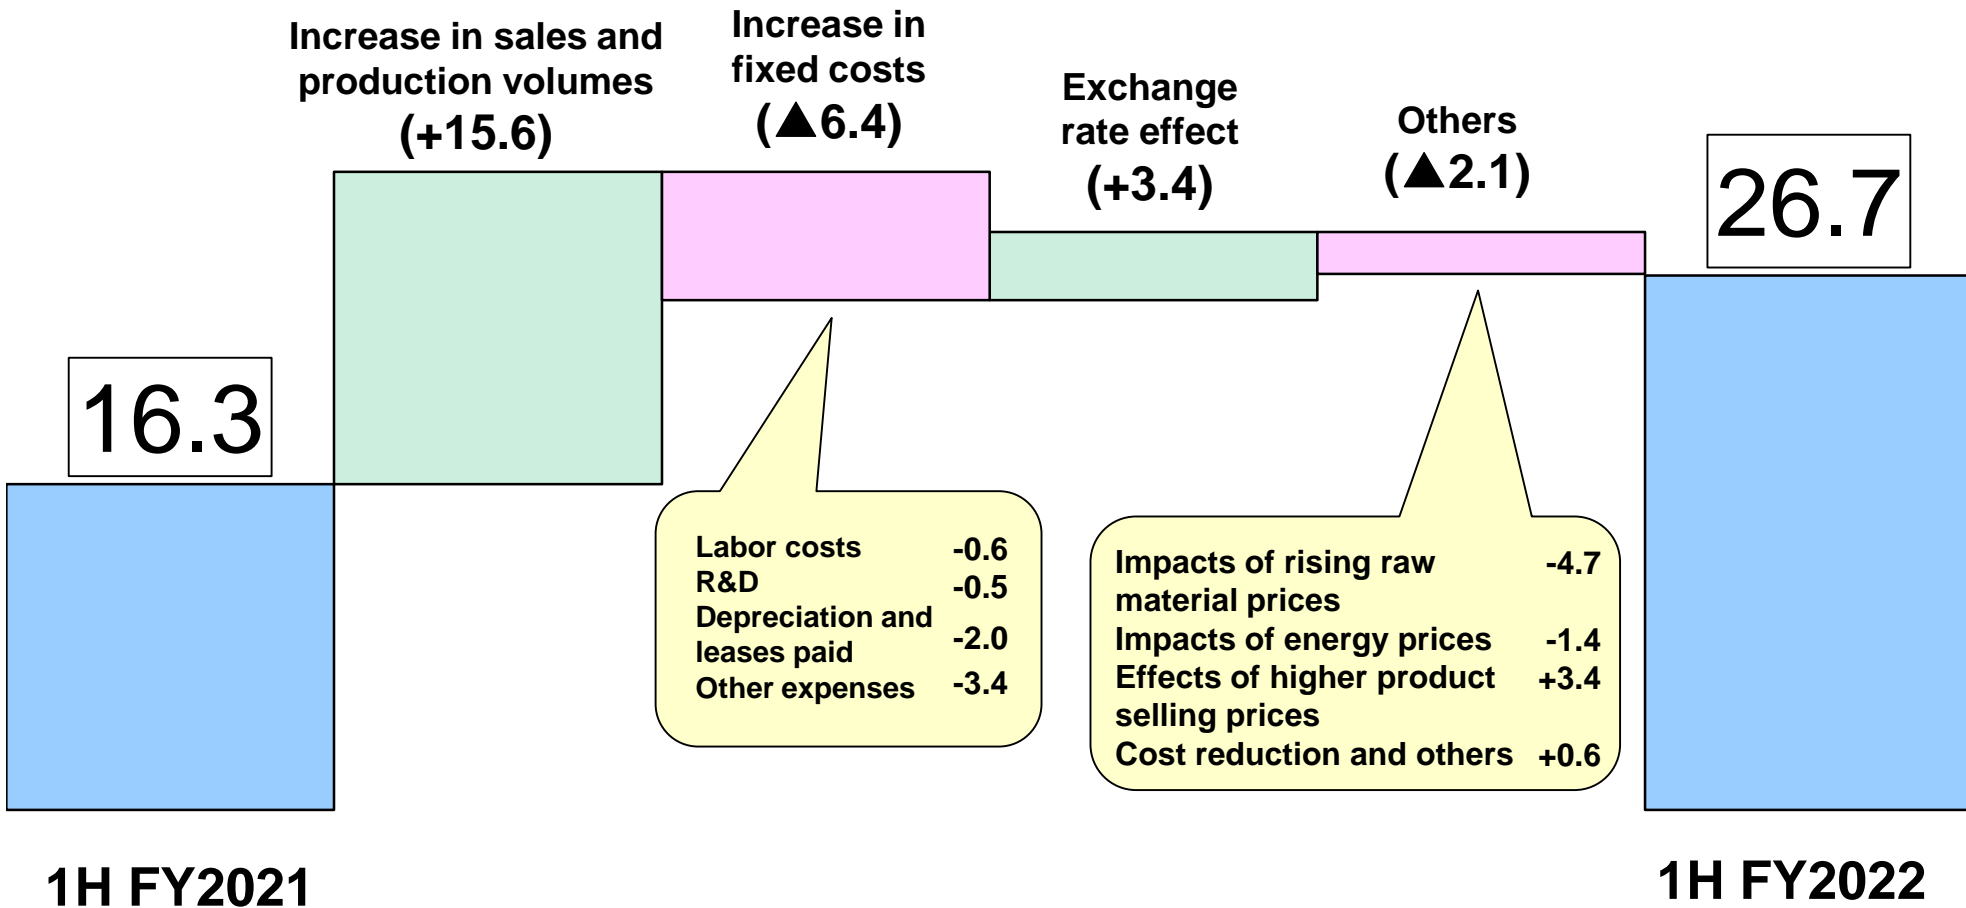 Increase in sales and
production volumes
(+15.6)
Increase in
fixed costs
(▲6.4)
Exchange
rate effect
(+3.4)
Others
(▲2.1)
26.7
16.3
Labor costs -0.6
R&D -0.5
Depreciation and
leases paid -2.0
Other expenses -3.4
Impacts of rising raw -4.7
material prices
Impacts of energy prices -1.4
Effects of higher product +3.4
selling prices
Cost reduction and others +0.6
1H FY2021
1H FY2022